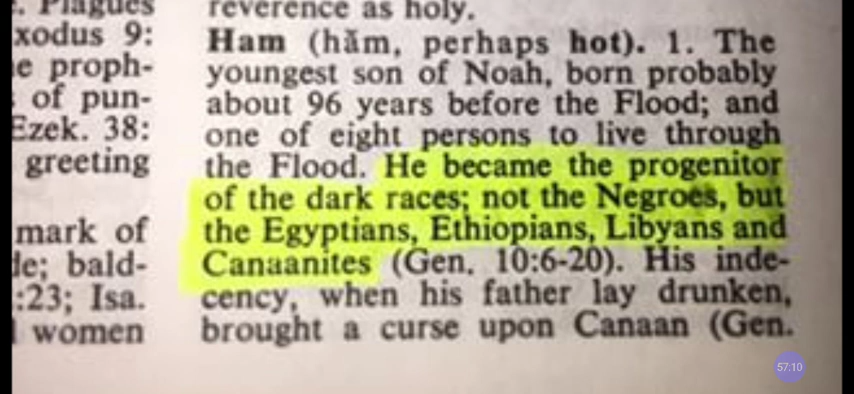 . Plagues
xodus 9:
e proph-
of pun-
Ezek. 38:
greeting
mark of
le; bald-
:23; Isa.
women
reverence as holy.
Ham (hăm, perhaps hot). 1. The
youngest son of Noah, born probably
about 96 years before the Flood; and
one of eight persons to live through
the Flood. He became the progenitor
of the dark races; not the Negroes, but
the Egyptians, Ethiopians, Libyans and
Canaanites (Gen. 10:6-20). His inde-
cency, when his father lay drunken,
brought a curse upon Canaan (Gen.
57:10